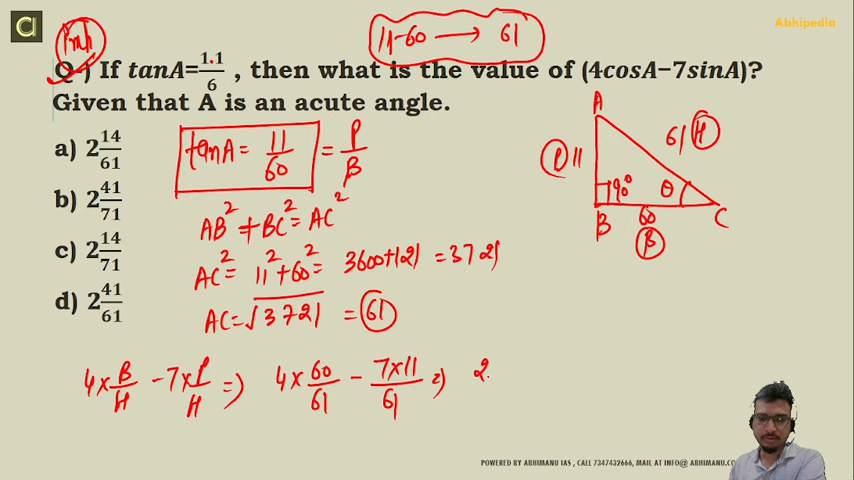 Abhipedia
11-60 → 61
Q-) If tanA=1.1/6 , then what is the value of (4cosA−7sinA)?
Given that A is an acute angle.
a) 2 14/61
b) 2 41/71
c) 2 14/71
d) 2 41/61
tanA = 11/60 = P/B
AB² + BC² = AC²
AC² = 11² + 60² = 3600+121 = 3721
AC = √3721 = 61
4 × B/H − 7 × P/H ⇒ 4 × 60/61 − 7×11/61 ⇒ 2
A
P 11
61 H
90° θ
B 60 C
B
POWERED BY ABHIMANU IAS , CALL 7347432666, MAIL AT INFO@ ABHIMANU.CO